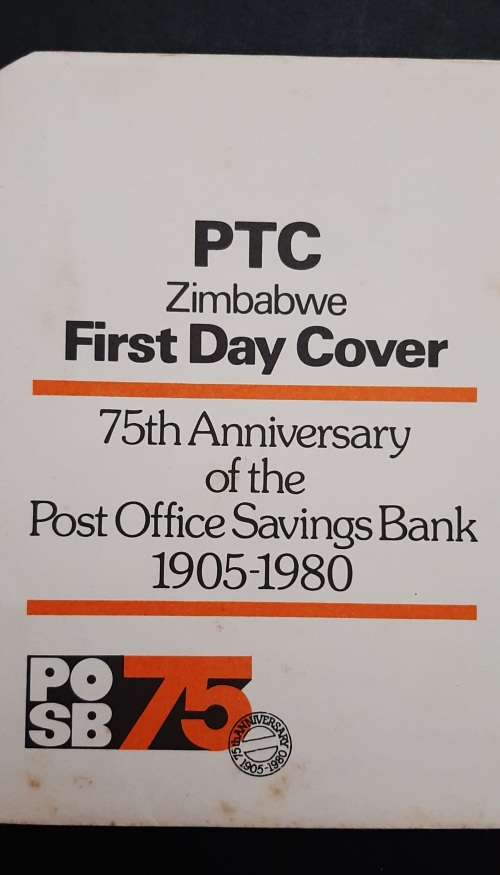 PTC
Zimbabwe
First Day Cover
75th Anniversary
of the
Post Office Savings Bank
1905-1980
PO
SB
75
75th ANNIVERSARY
1905-1980